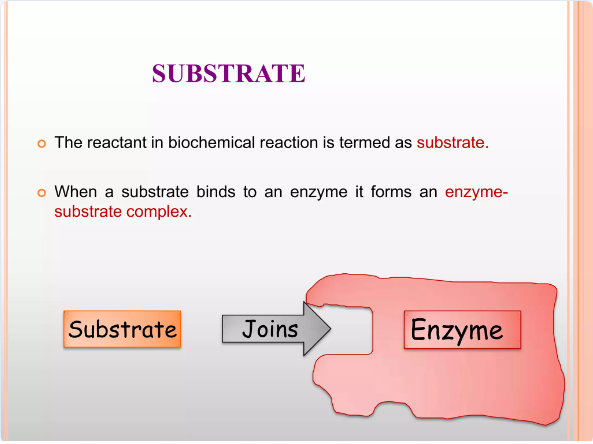 SUBSTRATE
The reactant in biochemical reaction is termed as substrate.
When a substrate binds to an enzyme it forms an enzyme-
substrate complex.
Substrate
Joins
Enzyme